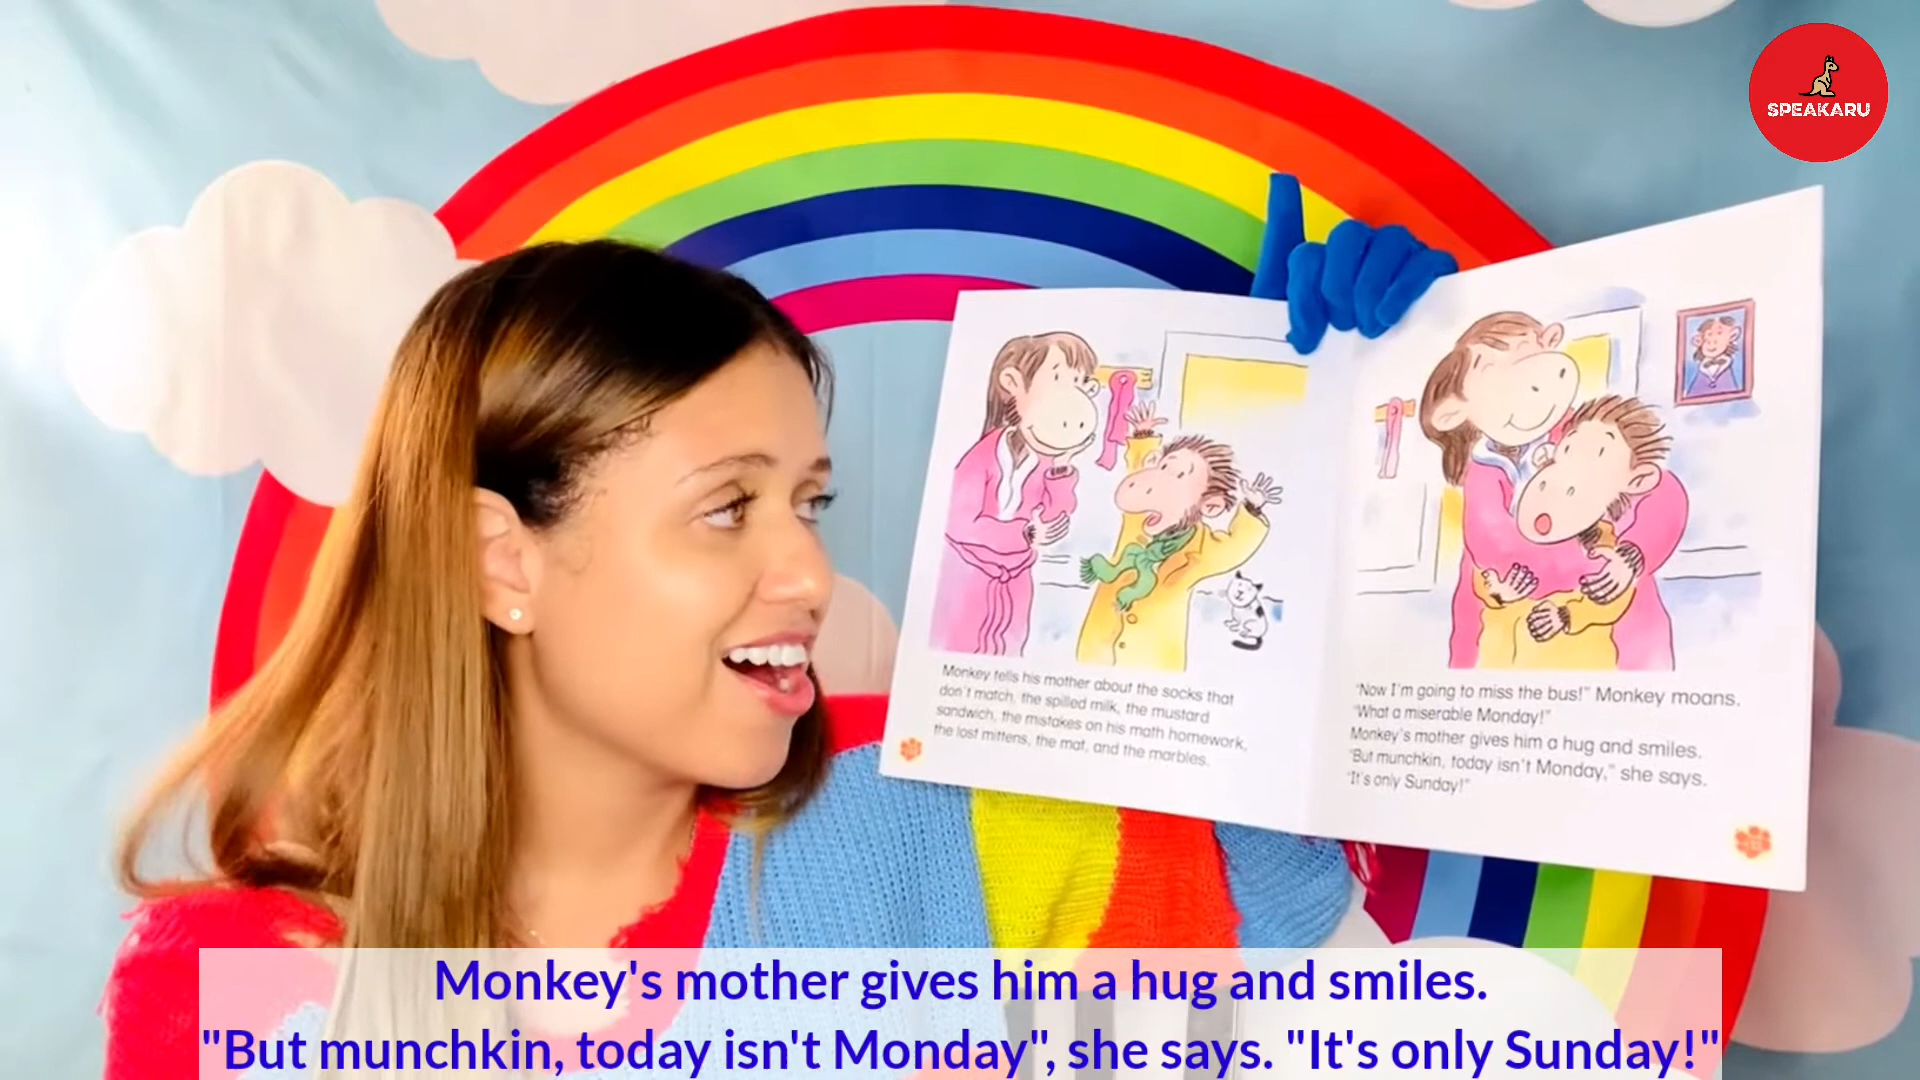 SPEAKARU
Monkey tells his mother about the socks that
don't match, the spilled milk, the mustard
sandwich, the mistakes on his math homework,
the lost mittens, the mat, and the marbles.
"Now I'm going to miss the bus!" Monkey moans.
"What a miserable Monday!"
Monkey's mother gives him a hug and smiles.
"But munchkin, today isn't Monday," she says.
"It's only Sunday!"
Monkey's mother gives him a hug and smiles.
"But munchkin, today isn't Monday", she says. "It's only Sunday!"